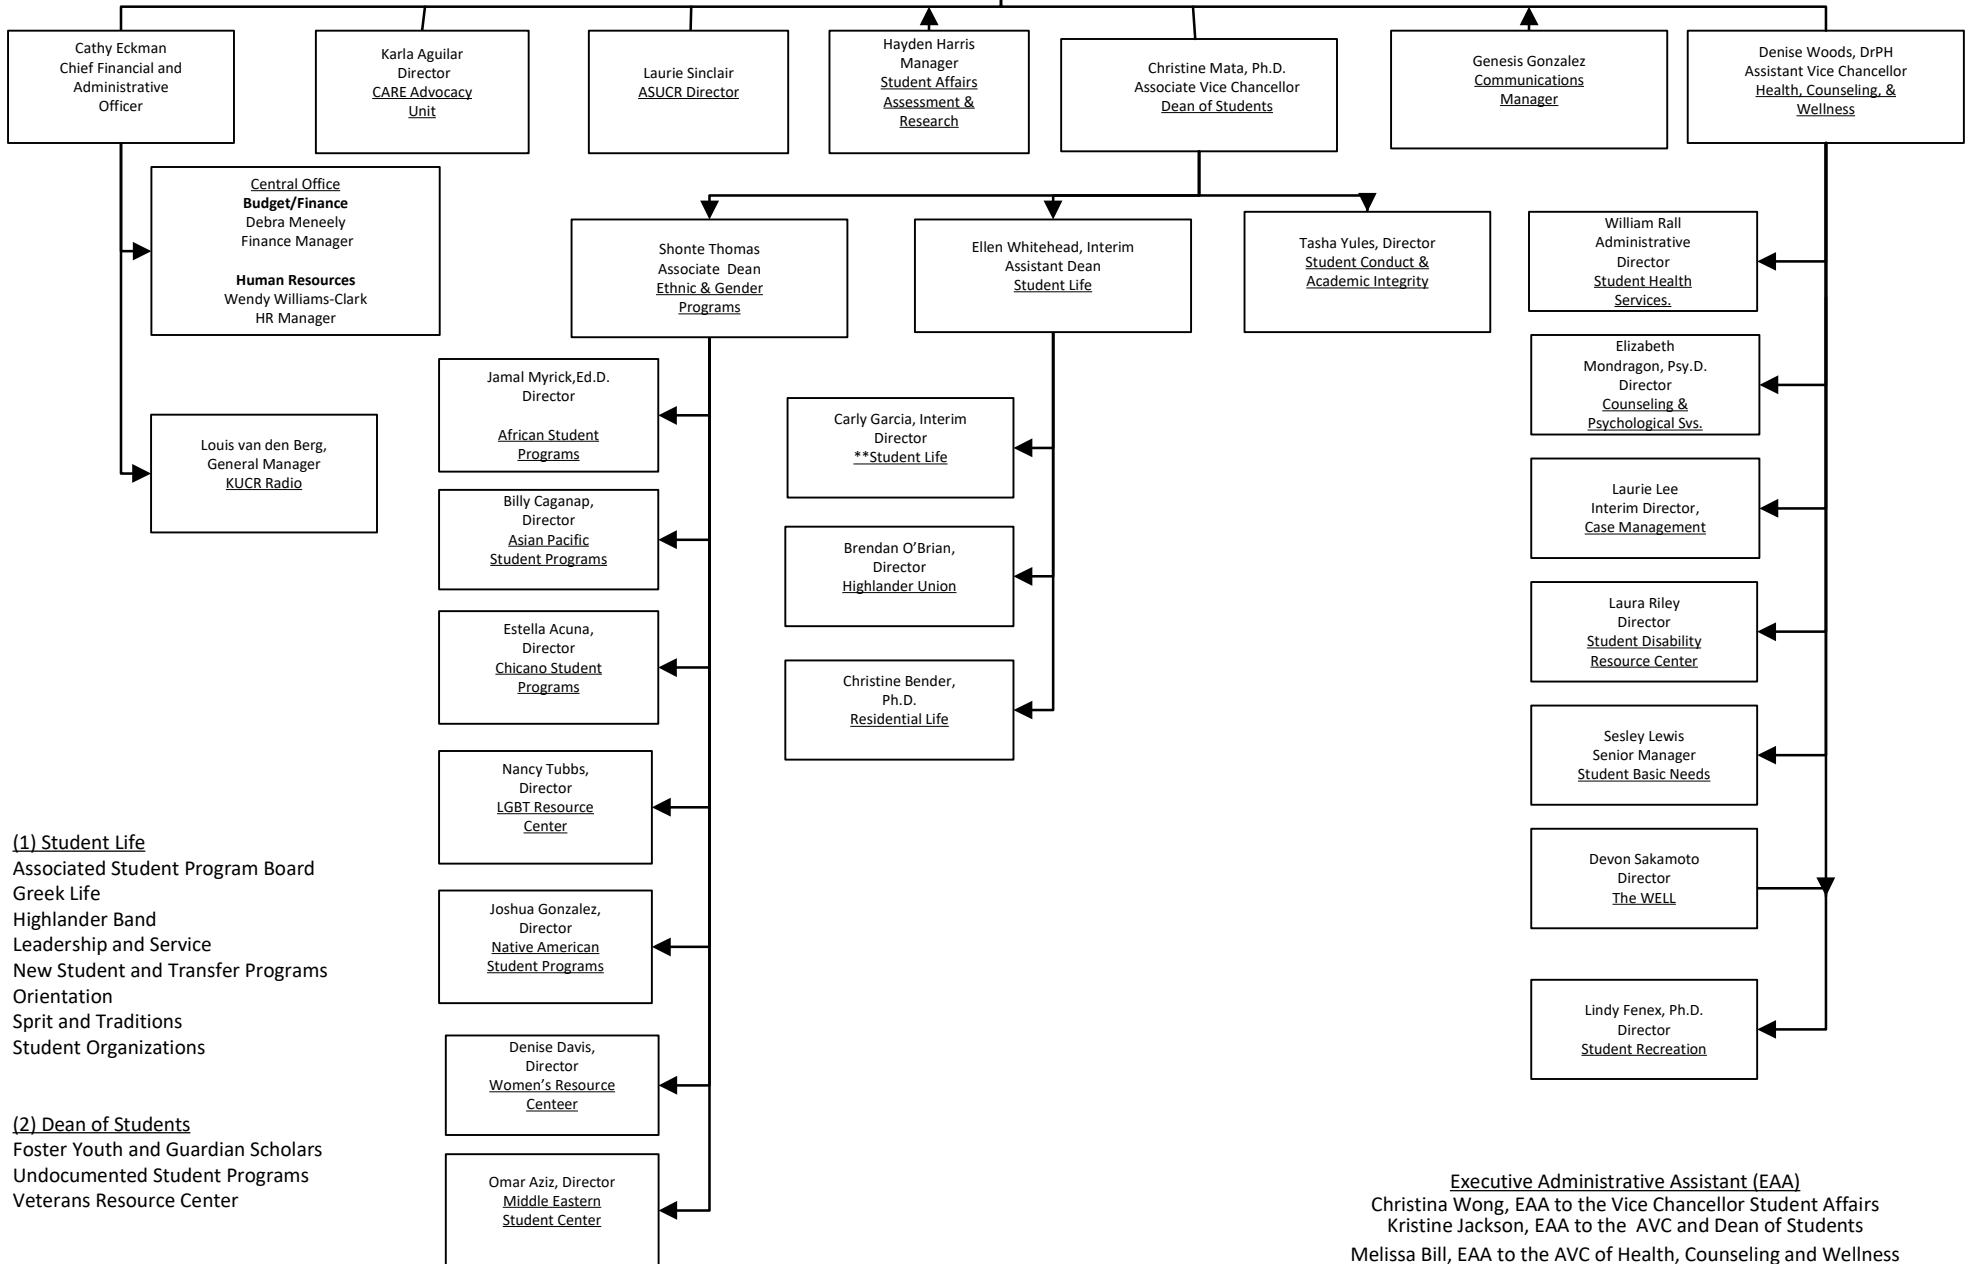 Cathy Eckman
Chief Financial and
Administrative
Officer
Karla Aguilar
Director
CARE Advocacy
Unit
Laurie Sinclair
ASUCR Director
Hayden Harris
Manager
Student Affairs
Assessment &
Research
Christine Mata, Ph.D.
Associate Vice Chancellor
Dean of Students
Genesis Gonzalez
Communications
Manager
Denise Woods, DrPH
Assistant Vice Chancellor
Health, Counseling, &
Wellness
Central Office
Budget/Finance
Debra Meneely
Finance Manager
Human Resources
Wendy Williams-Clark
HR Manager
Louis van den Berg,
General Manager
KUCR Radio
Shonte Thomas
Associate Dean
Ethnic & Gender
Programs
Ellen Whitehead, Interim
Assistant Dean
Student Life
Tasha Yules, Director
Student Conduct &
Academic Integrity
Jamal Myrick,Ed.D.
Director
African Student
Programs
Billy Caganap,
Director
Asian Pacific
Student Programs
Estella Acuna,
Director
Chicano Student
Programs
Nancy Tubbs,
Director
LGBT Resource
Center
Joshua Gonzalez,
Director
Native American
Student Programs
Denise Davis,
Director
Women's Resource
Centeer
Omar Aziz, Director
Middle Eastern
Student Center
Carly Garcia, Interim
Director
**Student Life
Brendan O’Brian,
Director
Highlander Union
Christine Bender,
Ph.D.
Residential Life
William Rall
Administrative
Director
Student Health
Services.
Elizabeth
Mondragon, Psy.D.
Director
Counseling &
Psychological Svs.
Laurie Lee
Interim Director,
Case Management
Laura Riley
Director
Student Disability
Resource Center
Sesley Lewis
Senior Manager
Student Basic Needs
Devon Sakamoto
Director
The WELL
Lindy Fenex, Ph.D.
Director
Student Recreation
(1) Student Life
Associated Student Program Board
Greek Life
Highlander Band
Leadership and Service
New Student and Transfer Programs
Orientation
Sprit and Traditions
Student Organizations
(2) Dean of Students
Foster Youth and Guardian Scholars
Undocumented Student Programs
Veterans Resource Center
Executive Administrative Assistant (EAA)
Christina Wong, EAA to the Vice Chancellor Student Affairs
Kristine Jackson, EAA to the AVC and Dean of Students
Melissa Bill, EAA to the AVC of Health, Counseling and Wellness